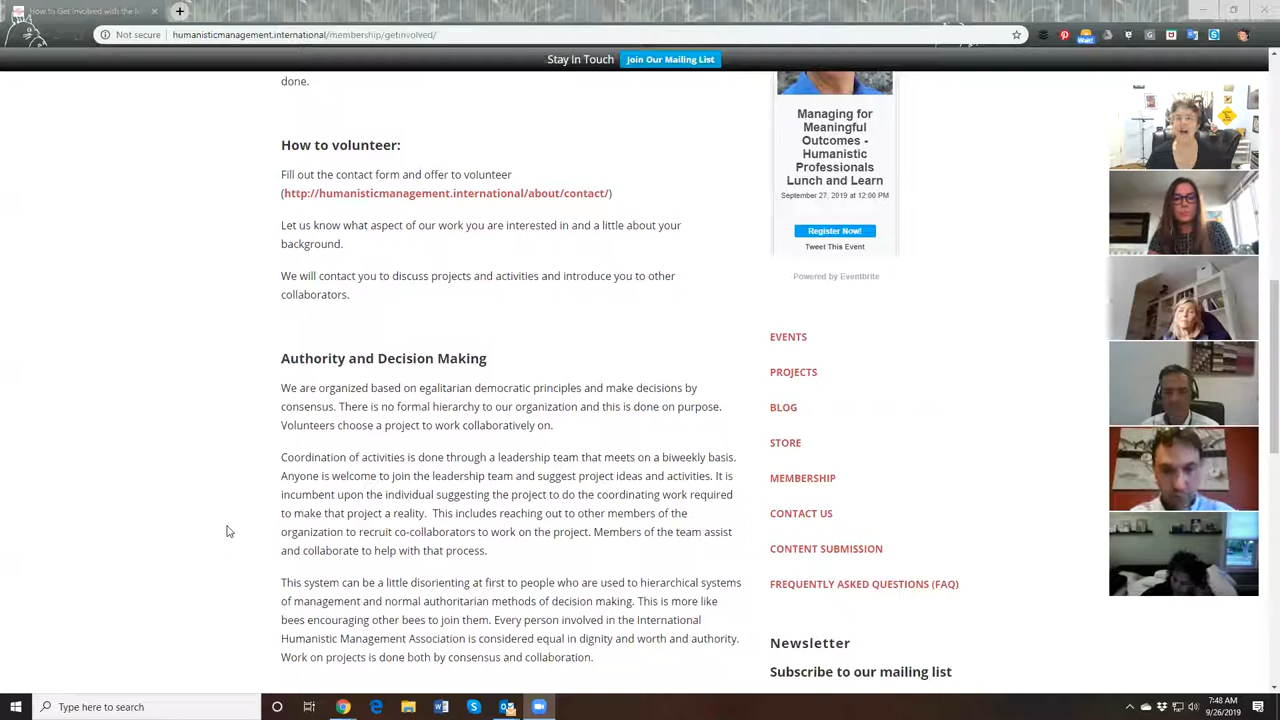 How to Get Involved with the I
Not secure
humanisticmanagement.international/membership/getinvolved/
Stay In Touch
Join Our Mailing List
done.
How to volunteer:
Fill out the contact form and offer to volunteer
(http://humanisticmanagement.international/about/contact/)
Let us know what aspect of our work you are interested in and a little about your
background.
We will contact you to discuss projects and activities and introduce you to other
collaborators.
Authority and Decision Making
We are organized based on egalitarian democratic principles and make decisions by
consensus. There is no formal hierarchy to our organization and this is done on purpose.
Volunteers choose a project to work collaboratively on.
Coordination of activities is done through a leadership team that meets on a biweekly basis.
Anyone is welcome to join the leadership team and suggest project ideas and activities. It is
incumbent upon the individual suggesting the project to do the coordinating work required
to make that project a reality.  This includes reaching out to other members of the
organization to recruit co-collaborators to work on the project. Members of the team assist
and collaborate to help with that process.
This system can be a little disorienting at first to people who are used to hierarchical systems
of management and normal authoritarian methods of decision making. This is more like
bees encouraging other bees to join them. Every person involved in the International
Humanistic Management Association is considered equal in dignity and worth and authority.
Work on projects is done both by consensus and collaboration.
Managing for
Meaningful
Outcomes -
Humanistic
Professionals
Lunch and Learn
September 27, 2019 at 12:00 PM
Register Now!
Tweet This Event
Powered by Eventbrite
EVENTS
PROJECTS
BLOG
STORE
MEMBERSHIP
CONTACT US
CONTENT SUBMISSION
FREQUENTLY ASKED QUESTIONS (FAQ)
Newsletter
Subscribe to our mailing list
Type here to search
7:48 AM
9/26/2019